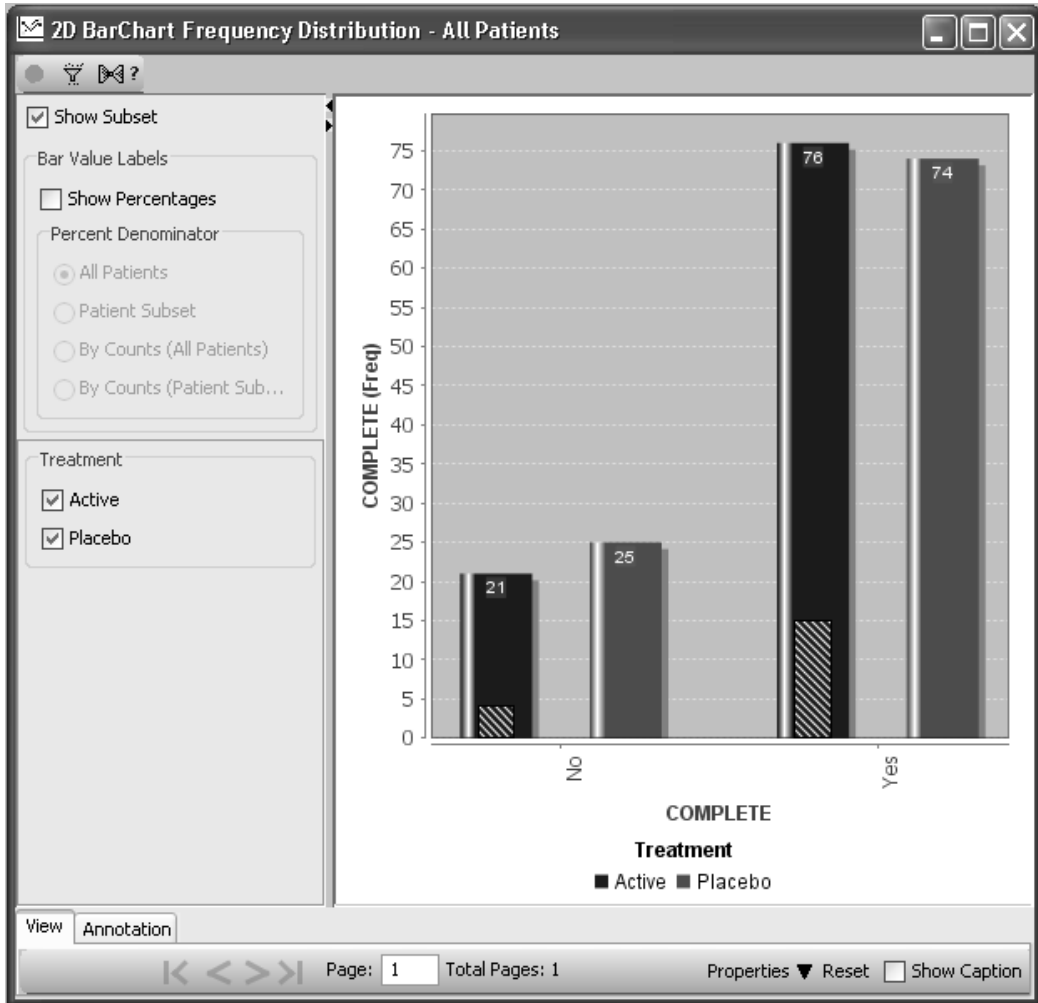 2D BarChart Frequency Distribution - All Patients
?
Show Subset
Bar Value Labels
Show Percentages
Percent Denominator
All Patients
Patient Subset
By Counts (All Patients)
By Counts (Patient Sub...
Treatment
Active
Placebo
COMPLETE (Freq)
75
70
65
60
55
50
45
40
35
30
25
20
15
10
5
0
21
25
76
74
No
Yes
COMPLETE
Treatment
Active Placebo
View Annotation
Page: 1 Total Pages: 1 Properties Reset Show Caption